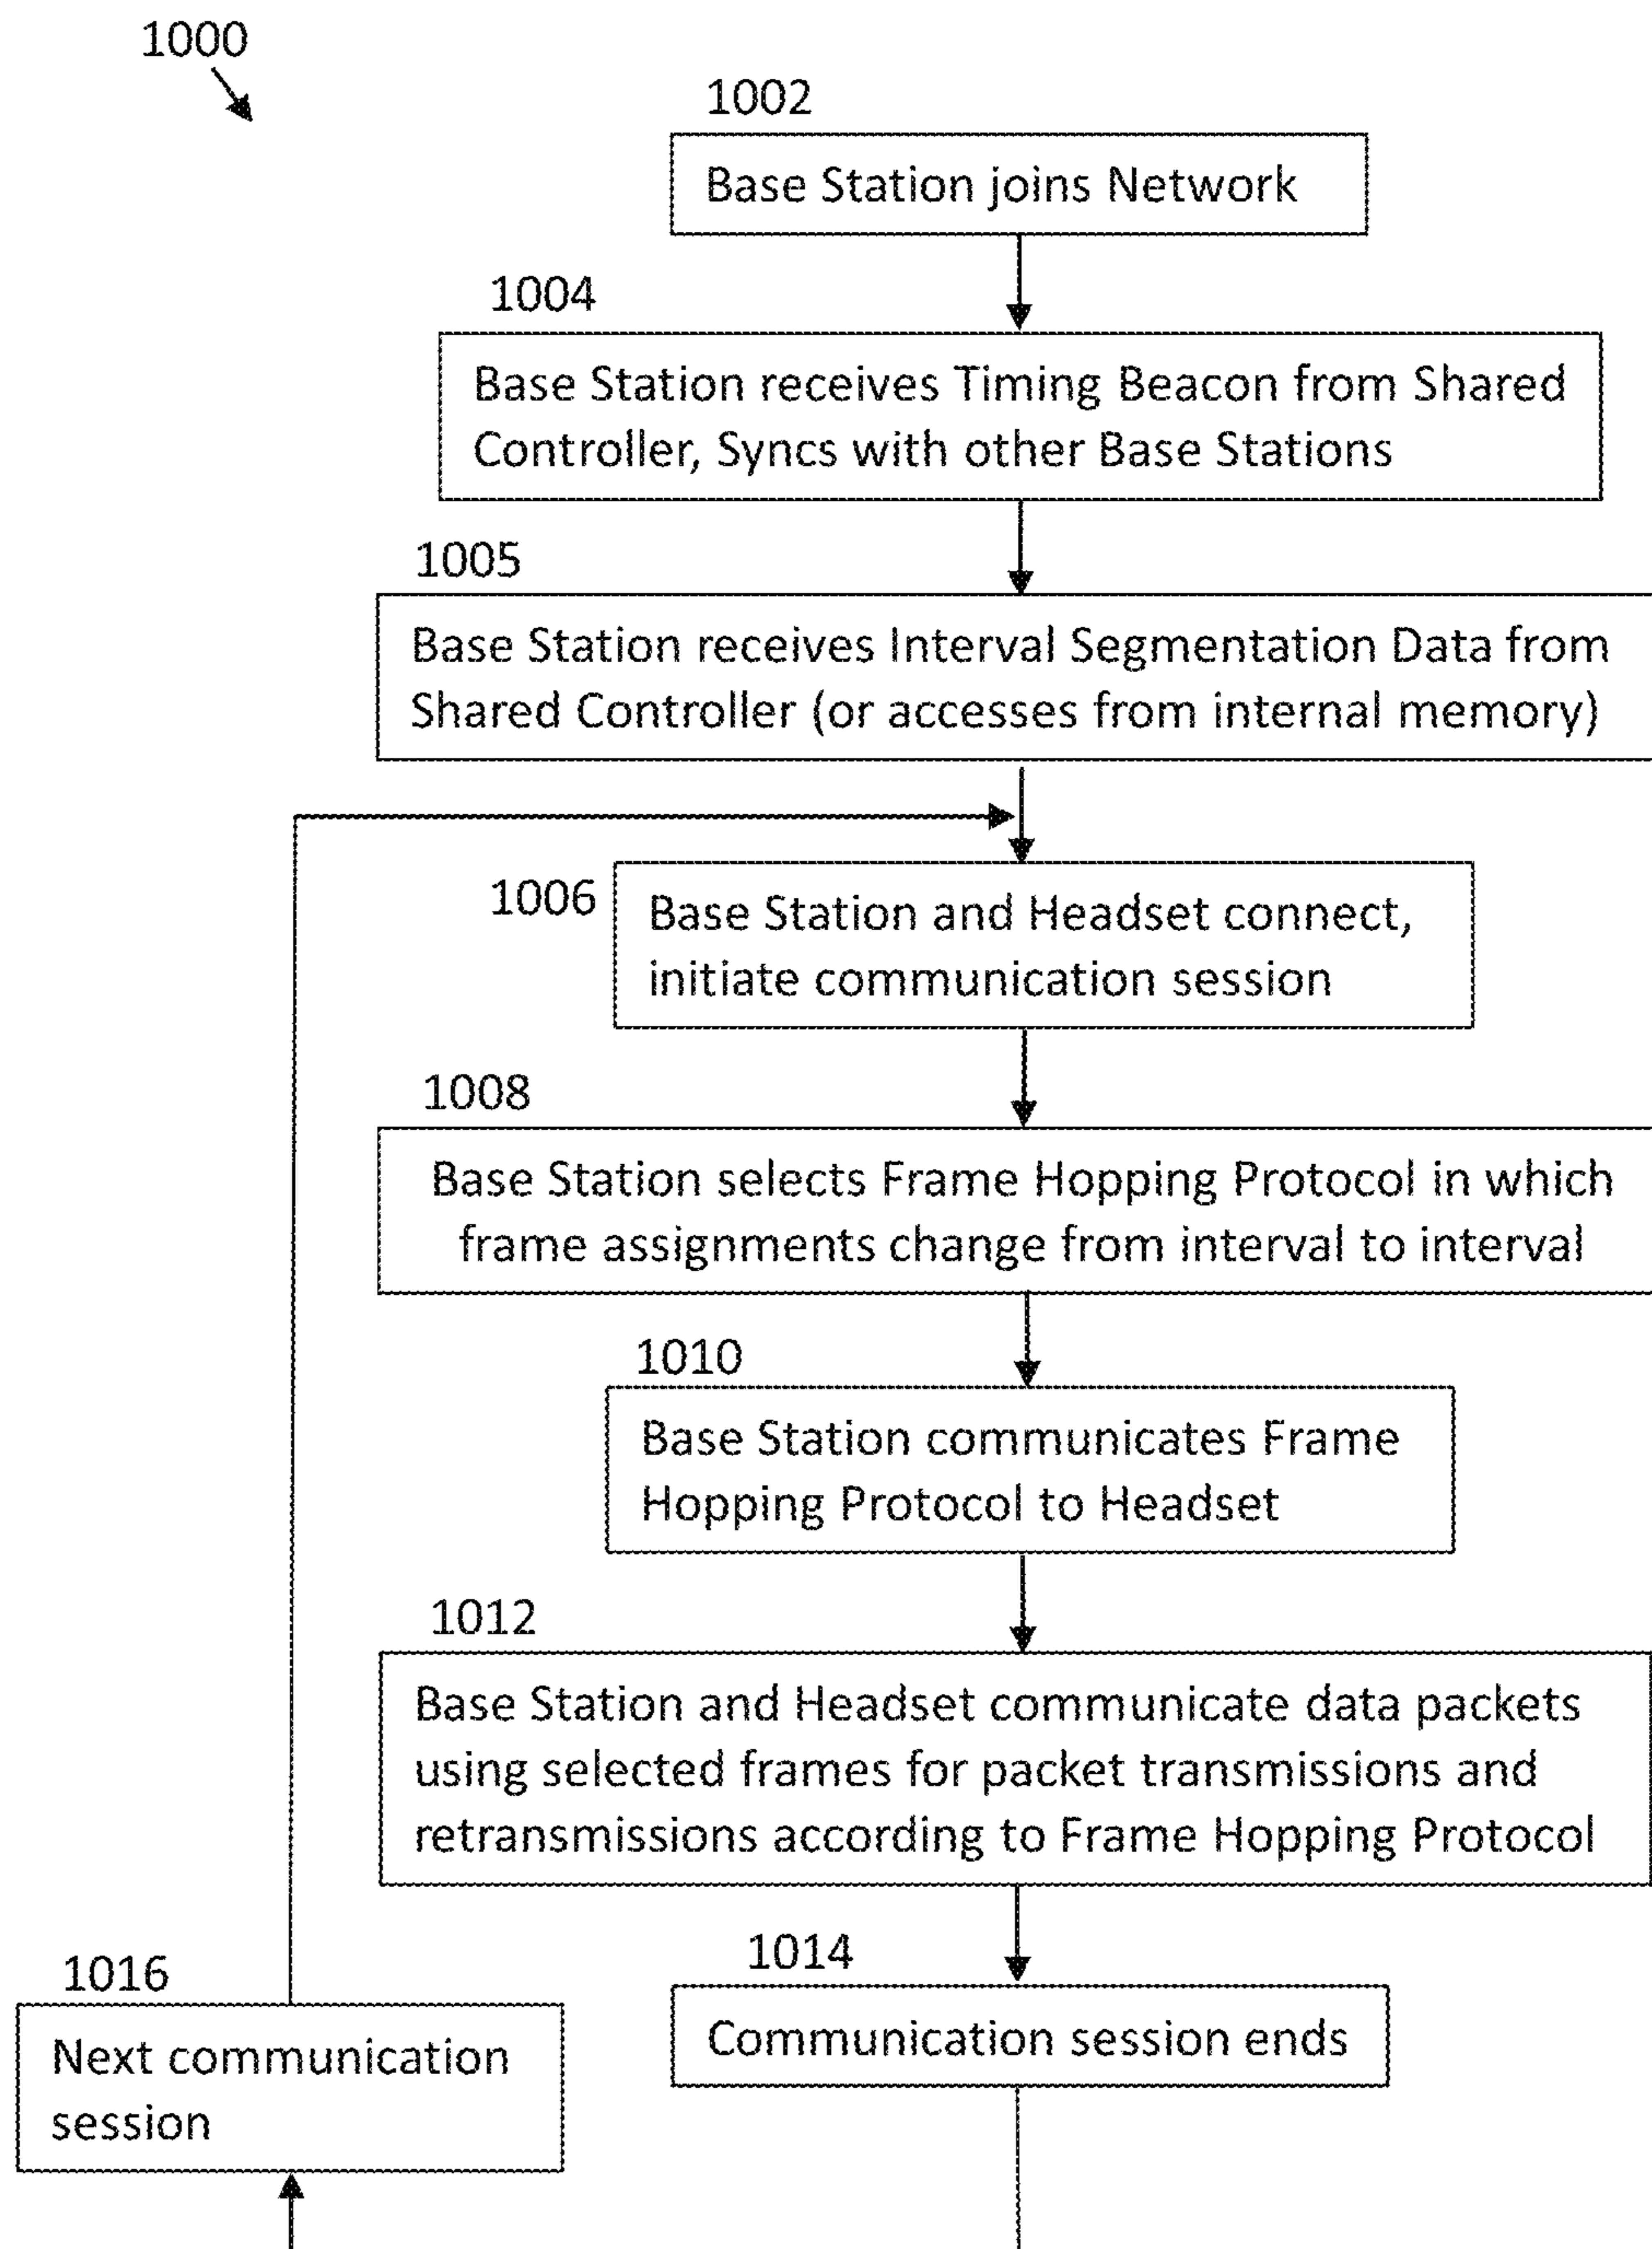 1000
1002
Base Station joins Network
1004
Base Station receives Timing Beacon from Shared
Controller, Syncs with other Base Stations
1005
Base Station receives Interval Segmentation Data from
Shared Controller (or accesses from internal memory)
1006
Base Station and Headset connect,
initiate communication session
1008
Base Station selects Frame Hopping Protocol in which
frame assignments change from interval to interval
1010
Base Station communicates Frame
Hopping Protocol to Headset
1012
Base Station and Headset communicate data packets
using selected frames for packet transmissions and
retransmissions according to Frame Hopping Protocol
1014
Communication session ends
1016
Next communication
session